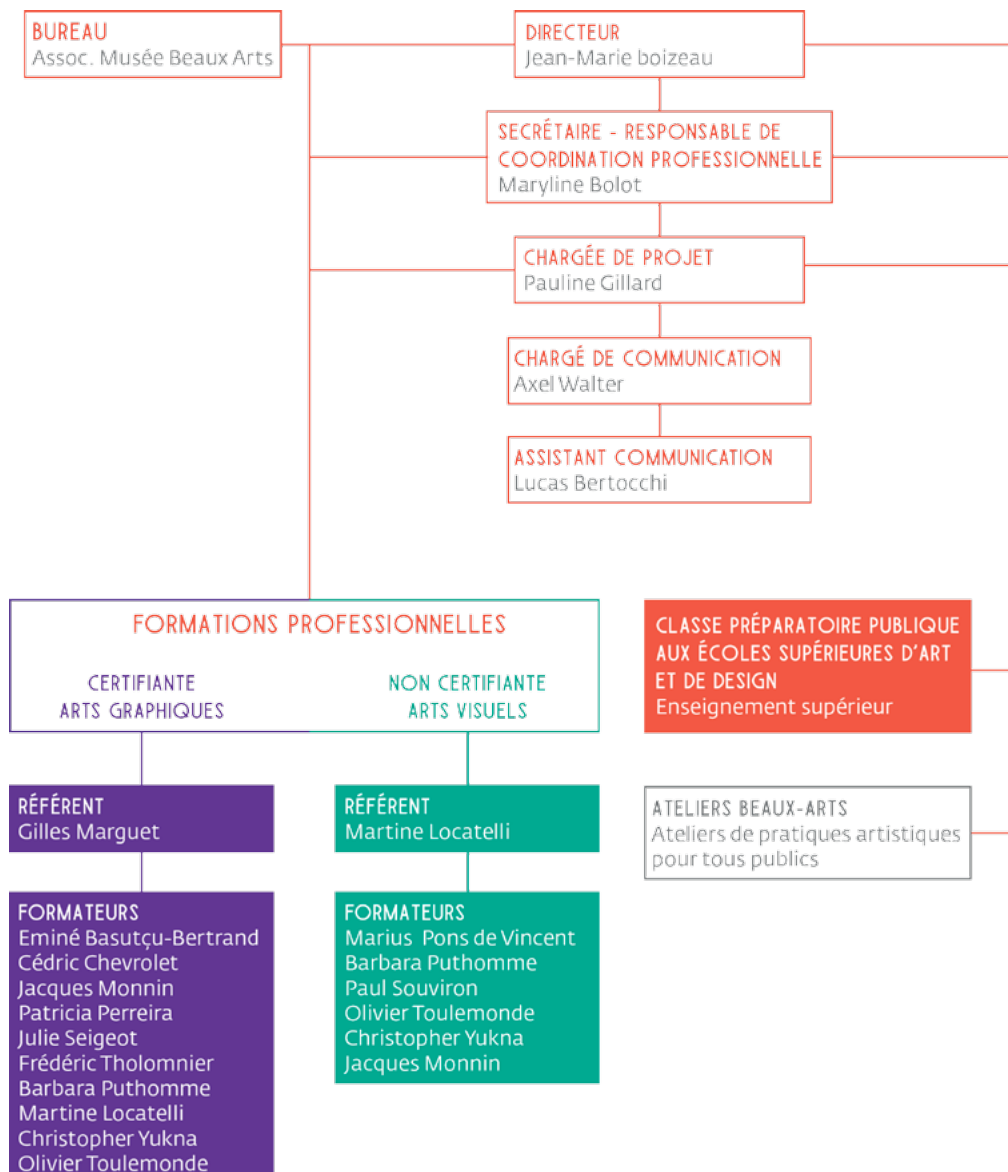 BUREAU
Assoc. Musée Beaux Arts
DIRECTEUR
Jean-Marie boizeau
SECRÉTAIRE - RESPONSABLE DE
COORDINATION PROFESSIONNELLE
Maryline Bolot
CHARGÉE DE PROJET
Pauline Gillard
CHARGÉ DE COMMUNICATION
Axel Walter
ASSISTANT COMMUNICATION
Lucas Bertocchi
FORMATIONS PROFESSIONNELLES
CERTIFIANTE
ARTS GRAPHIQUES
NON CERTIFIANTE
ARTS VISUELS
RÉFÉRENT
Gilles Marguet
FORMATEURS
Eminé Basutçu-Bertrand
Cédric Chevrolet
Jacques Monnin
Patricia Perreira
Julie Seigeot
Frédéric Tholomnier
Barbara Puthomme
Martine Locatelli
Christopher Yukna
Olivier Toulemonde
RÉFÉRENT
Martine Locatelli
FORMATEURS
Marius Pons de Vincent
Barbara Puthomme
Paul Souviron
Olivier Toulemonde
Christopher Yukna
Jacques Monnin
CLASSE PRÉPARATOIRE PUBLIQUE
AUX ÉCOLES SUPÉRIEURES D'ART
ET DE DESIGN
Enseignement supérieur
ATELIERS BEAUX-ARTS
Ateliers de pratiques artistiques
pour tous publics